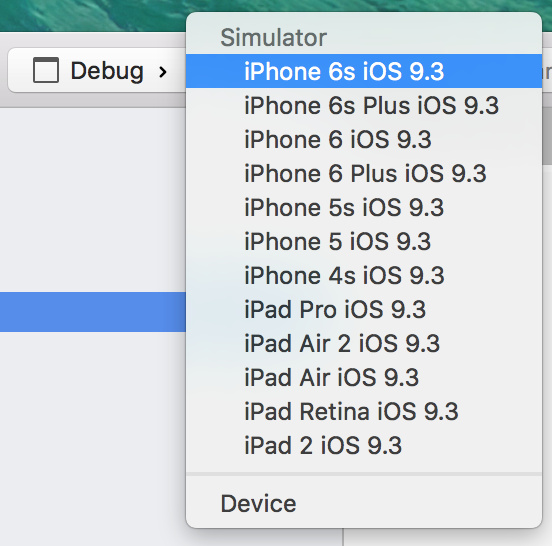 Simulator
Debug ›
iPhone 6s iOS 9.3
iPhone 6s Plus iOS 9.3
iPhone 6 iOS 9.3
iPhone 6 Plus iOS 9.3
iPhone 5s iOS 9.3
iPhone 5 iOS 9.3
iPhone 4s iOS 9.3
iPad Pro iOS 9.3
iPad Air 2 iOS 9.3
iPad Air iOS 9.3
iPad Retina iOS 9.3
iPad 2 iOS 9.3
Device